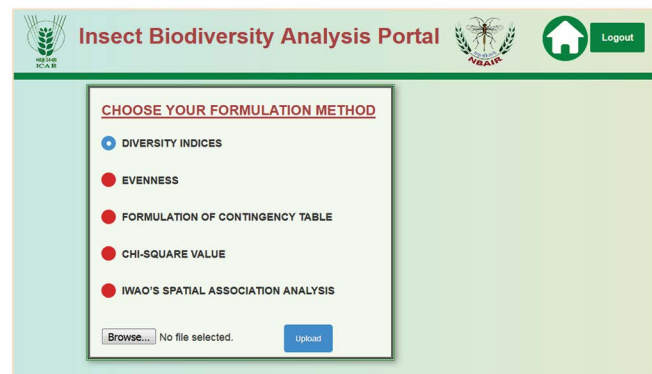 Insect Biodiversity Analysis Portal
Logout
ICAR
NBAIR
CHOOSE YOUR FORMULATION METHOD
DIVERSITY INDICES
EVENNESS
FORMULATION OF CONTINGENCY TABLE
CHI-SQUARE VALUE
IWAO'S SPATIAL ASSOCIATION ANALYSIS
Browse... No file selected.
Upload